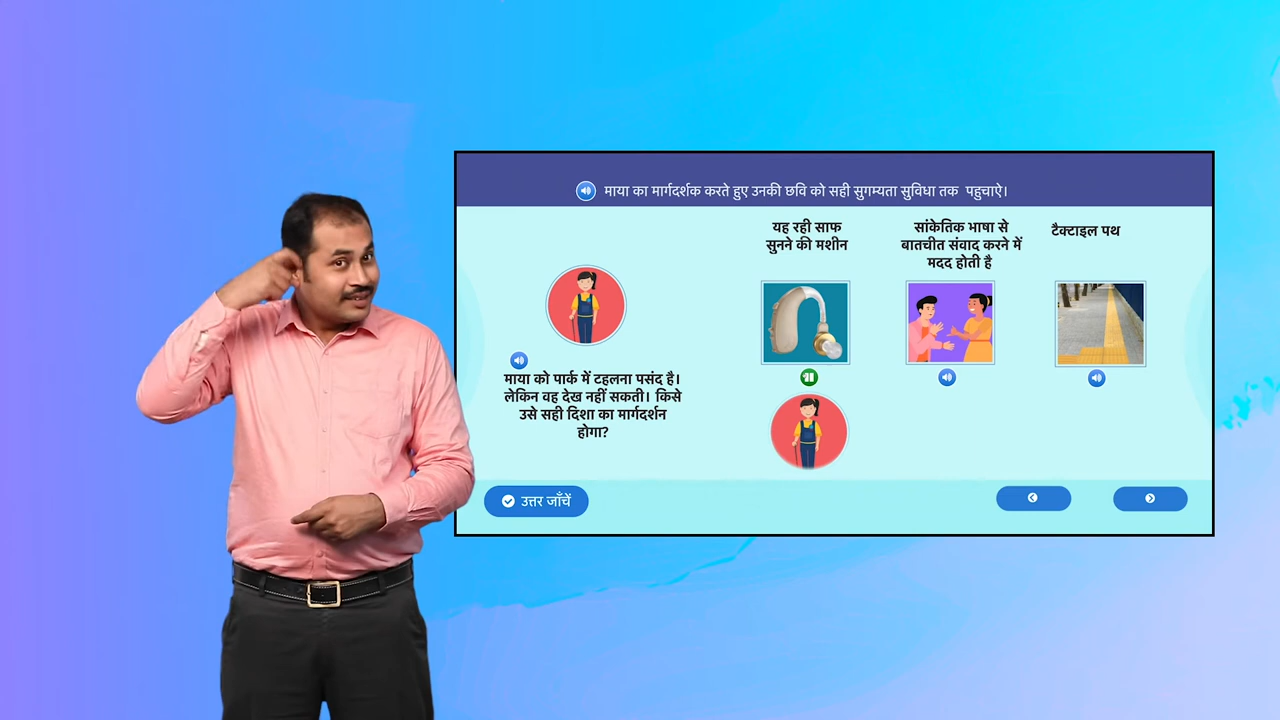 माया का मार्गदर्शक करते हुए उनकी छवि को सही सुगम्यता सुविधा तक पहुचाऐ।
यह रही साफ
सुनने की मशीन
सांकेतिक भाषा से
बातचीत संवाद करने में
मदद होती है
टैक्टाइल पथ
माया को पार्क में टहलना पसंद है।
लेकिन वह देख नहीं सकती। किसे
उसे सही दिशा का मार्गदर्शन
होगा?
उत्तर जाँचें